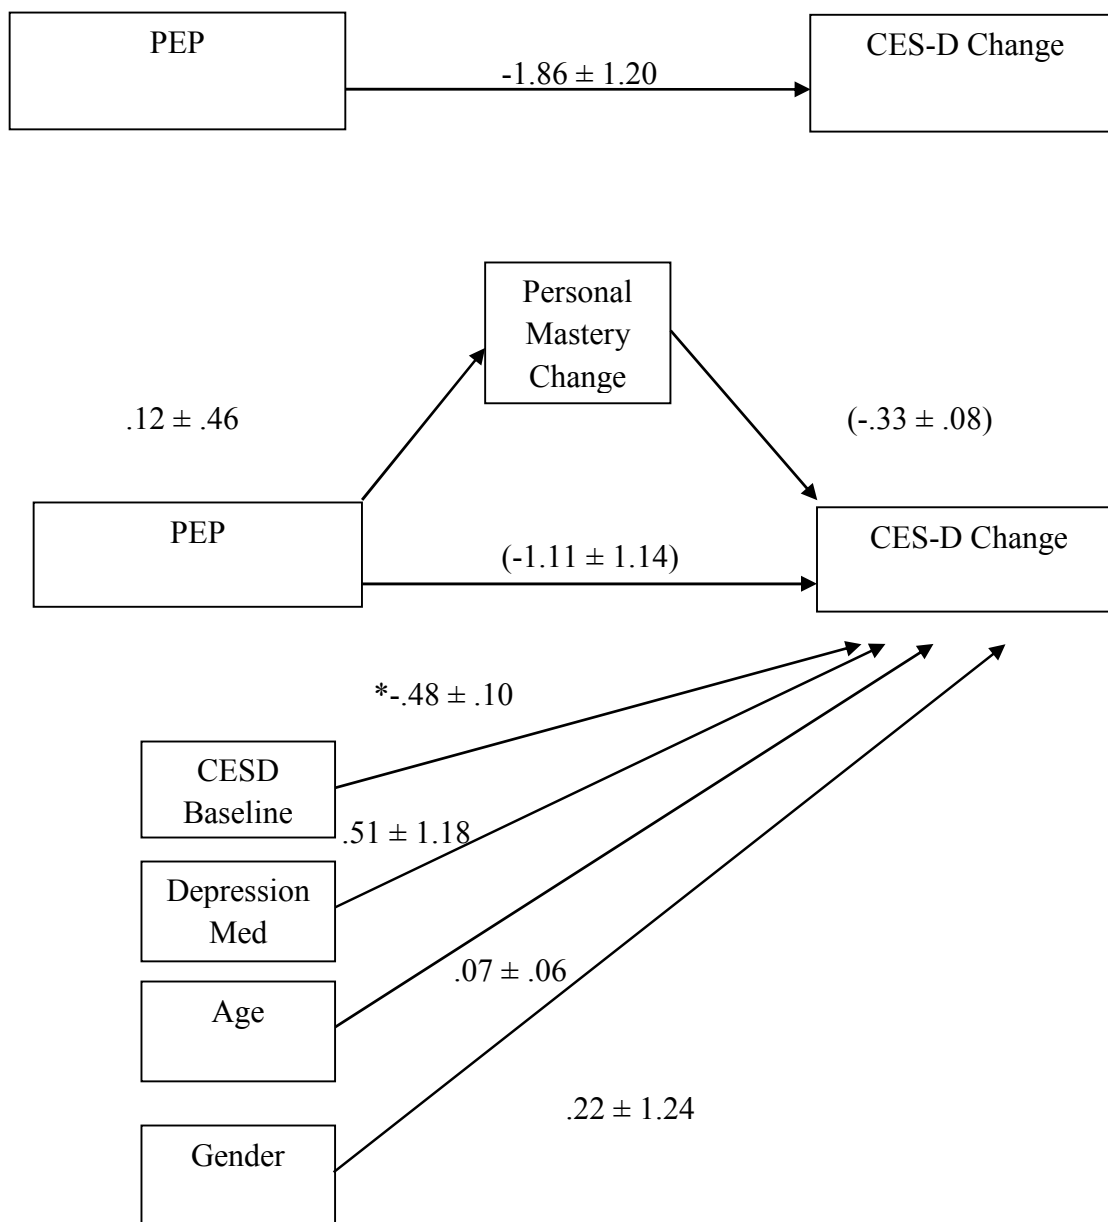 PEP
CES-D Change
-1.86 ± 1.20
Personal
Mastery
Change
.12 ± .46
(-.33 ± .08)
PEP
CES-D Change
(-1.11 ± 1.14)
*-.48 ± .10
CESD
Baseline
.51 ± 1.18
Depression
Med
.07 ± .06
Age
.22 ± 1.24
Gender